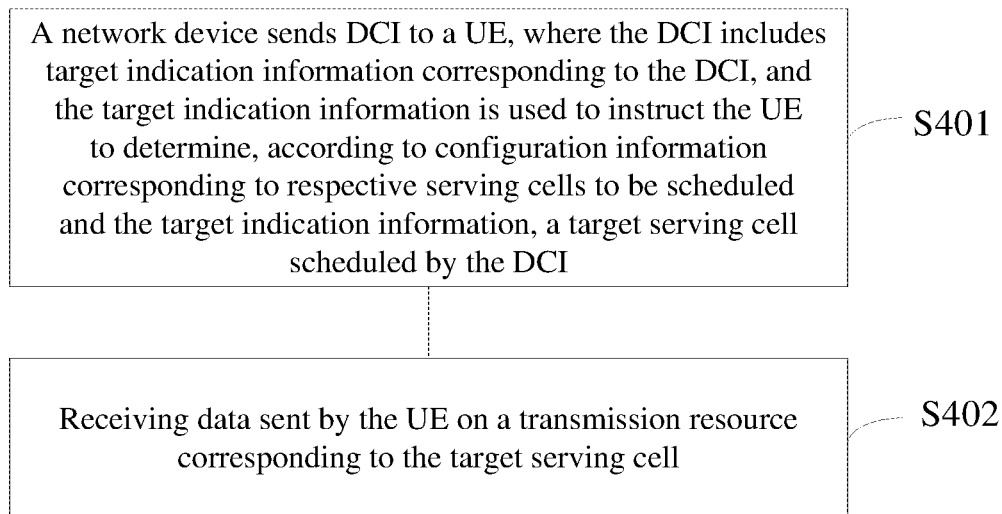 A network device sends DCI to a UE, where the DCI includes
target indication information corresponding to the DCI, and
the target indication information is used to instruct the UE
to determine, according to configuration information
corresponding to respective serving cells to be scheduled
and the target indication information, a target serving cell
scheduled by the DCI
S401
Receiving data sent by the UE on a transmission resource
corresponding to the target serving cell
S402